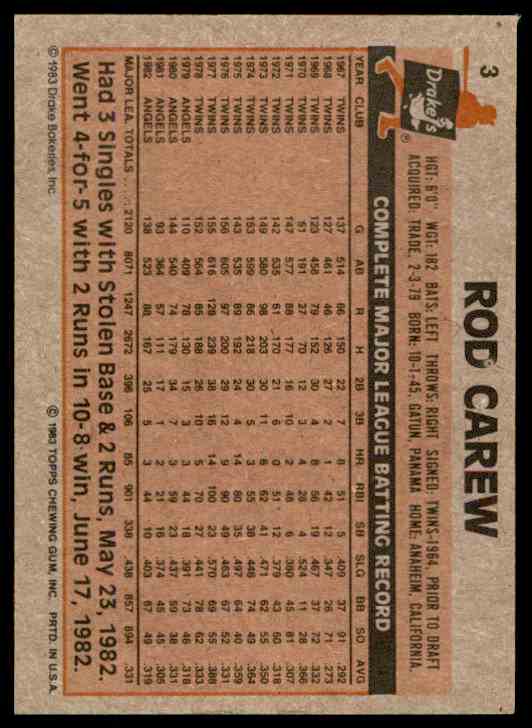 3
ROD CAREW
Drake's ®
HGT: 6'0" WGT: 182 BATS: LEFT THROWS: RIGHT SIGNED: TWINS-1964, PRIOR TO DRAFT
ACQUIRED: TRADE, 2-3-79 BORN: 10-1-45, GATUN, PANAMA HOME: ANAHEIM, CALIFORNIA.
COMPLETE MAJOR LEAGUE BATTING RECORD
YEAR CLUB G AB R H 2B 3B HR RBI SB SLG BB SO AVG
1967 TWINS 137 514 66 150 22 7 8 51 5 .409 37 91 .292
1968 TWINS 127 461 46 126 27 2 1 42 12 .347 26 71 .273
1969 TWINS 123 458 79 152 30 4 8 56 19 .467 37 72 .332
1970 TWINS 51 191 27 70 12 3 4 28 4 .524 11 28 .366
1971 TWINS 147 577 88 177 16 10 2 48 6 .380 45 81 .307
1972 TWINS 142 535 61 170 21 6 0 51 12 .379 43 60 .318
1973 TWINS 149 580 98 203 30 11 6 62 41 .471 62 55 .350
1974 TWINS 153 599 86 218 30 5 3 55 38 .446 74 49 .364
1975 TWINS 143 535 89 192 24 4 14 80 35 .497 64 40 .359
1976 TWINS 156 605 97 200 29 12 9 90 49 .463 67 52 .331
1977 TWINS 155 616 128 239 38 16 14 100 23 .570 69 55 .388
1978 TWINS 152 564 85 188 26 10 5 70 27 .441 78 62 .333
1979 ANGELS 110 409 78 130 15 3 3 44 18 .391 73 46 .318
1980 ANGELS 144 540 74 179 34 7 3 59 23 .437 59 38 .331
1981 ANGELS 93 364 57 111 17 1 2 21 16 .374 45 45 .305
1982 ANGELS 138 523 88 167 25 5 3 44 10 .403 67 49 .319
MAJOR LEA. TOTALS.... 2120 8071 1247 2672 396 106 85 901 338 .438 857 894 .331
Had 3 Singles with Stolen Base & 2 Runs, May 23, 1982.
Went 4-for-5 with 2 Runs in 10-8 win, June 17, 1982.
© 1983 Drake Bakeries, Inc.
© 1983 TOPPS CHEWING GUM, INC. PRTD. IN U.S.A.